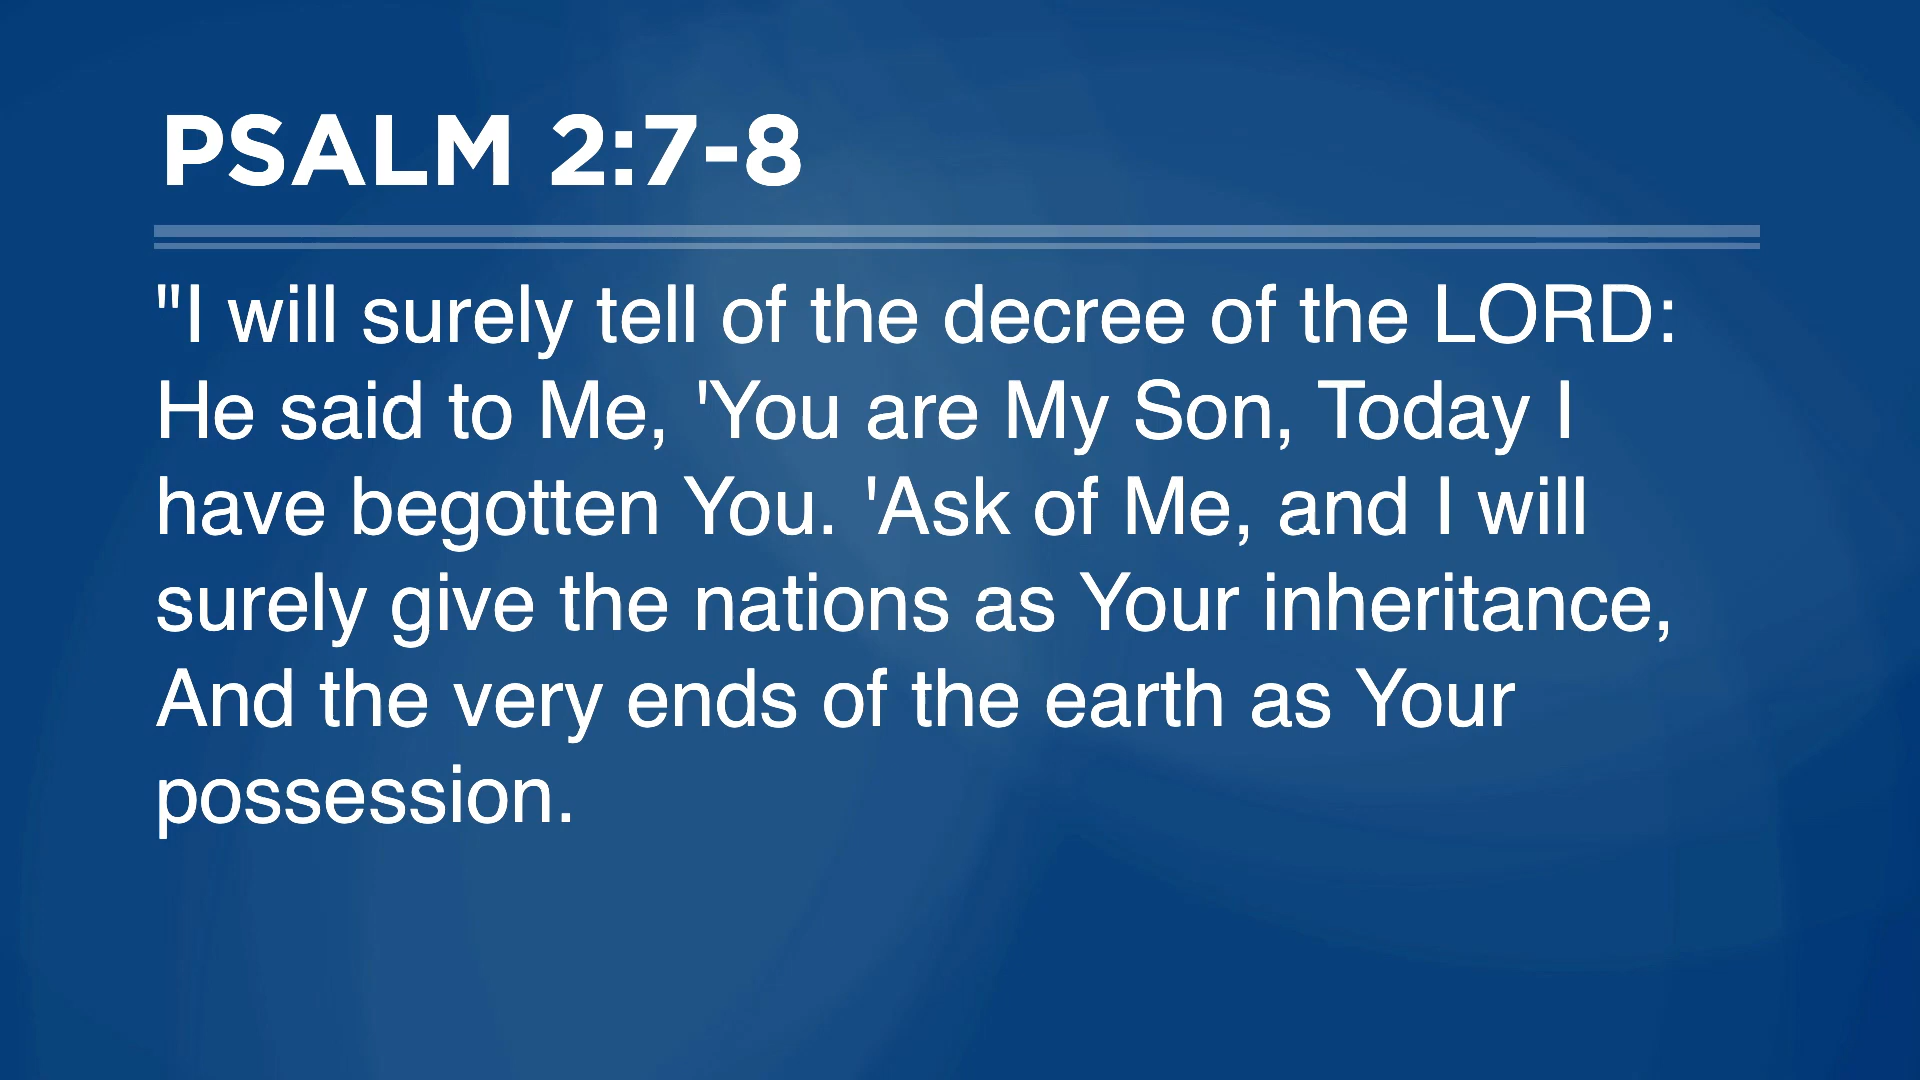 PSALM 2:7-8
"I will surely tell of the decree of the LORD:
He said to Me, 'You are My Son, Today I
have begotten You. 'Ask of Me, and I will
surely give the nations as Your inheritance,
And the very ends of the earth as Your
possession.